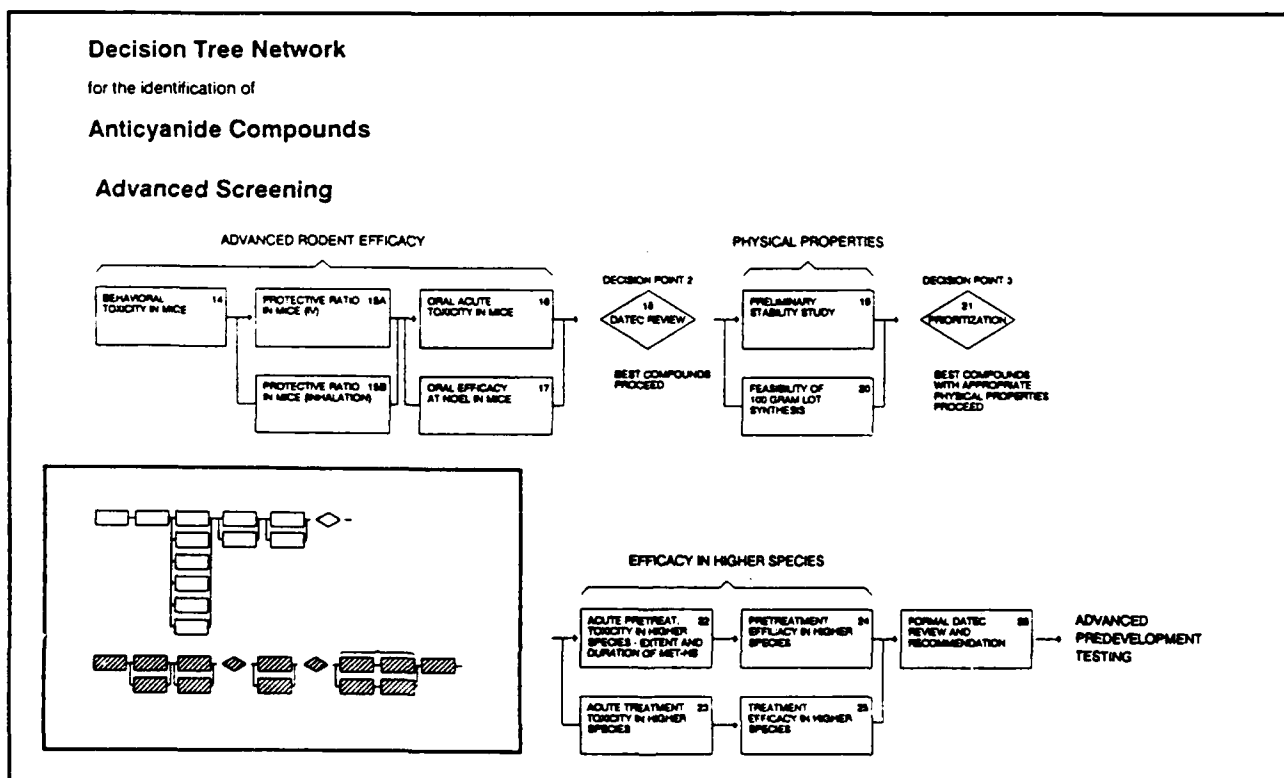 Decision Tree Network
for the identification of
Anticyanide Compounds
Advanced Screening
ADVANCED RODENT EFFICACY
PHYSICAL PROPERTIES
BEHAVIORAL 14
TOXICITY IN MICE
PROTECTIVE RATIO 15A
IN MICE (IV)
ORAL ACUTE 16
TOXICITY IN MICE
DECISION POINT 2
18
DATEC REVIEW
PRELIMINARY 19
STABILITY STUDY
DECISION POINT 3
21
PRIORITIZATION
PROTECTIVE RATIO 15B
IN MICE (INHALATION)
ORAL EFFICACY 17
AT NOEL IN MICE
BEST COMPOUNDS
PROCEED
FEASIBILITY OF 20
100 GRAM LOT
SYNTHESIS
BEST COMPOUNDS
WITH APPROPRIATE
PHYSICAL PROPERTIES
PROCEED
EFFICACY IN HIGHER SPECIES
ACUTE PRETREAT. 22
TOXICITY IN HIGHER
SPECIES - EXTENT AND
DURATION OF MET-HB
PRETREATMENT 24
EFFICACY IN HIGHER
SPECIES
FORMAL DATEC
REVIEW AND
RECOMMENDATION
ADVANCED
PREDEVELOPMENT
TESTING
ACUTE TREATMENT 23
TOXICITY IN HIGHER
SPECIES
TREATMENT 25
EFFICACY IN HIGHER
SPECIES